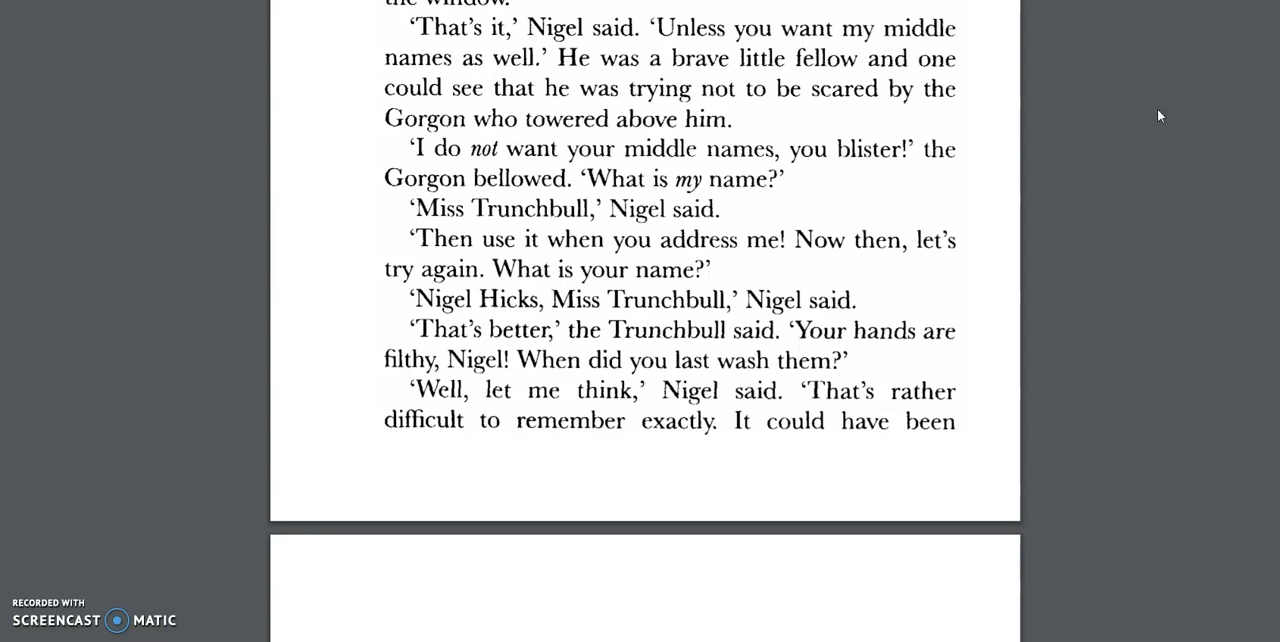 the window.
‘That’s it,’ Nigel said. ‘Unless you want my middle
names as well.’ He was a brave little fellow and one
could see that he was trying not to be scared by the
Gorgon who towered above him.
‘I do not want your middle names, you blister!’ the
Gorgon bellowed. ‘What is my name?’
‘Miss Trunchbull,’ Nigel said.
‘Then use it when you address me! Now then, let’s
try again. What is your name?’
‘Nigel Hicks, Miss Trunchbull,’ Nigel said.
‘That’s better,’ the Trunchbull said. ‘Your hands are
filthy, Nigel! When did you last wash them?’
‘Well, let me think,’ Nigel said. ‘That’s rather
difficult to remember exactly. It could have been
RECORDED WITH
SCREENCAST MATIC